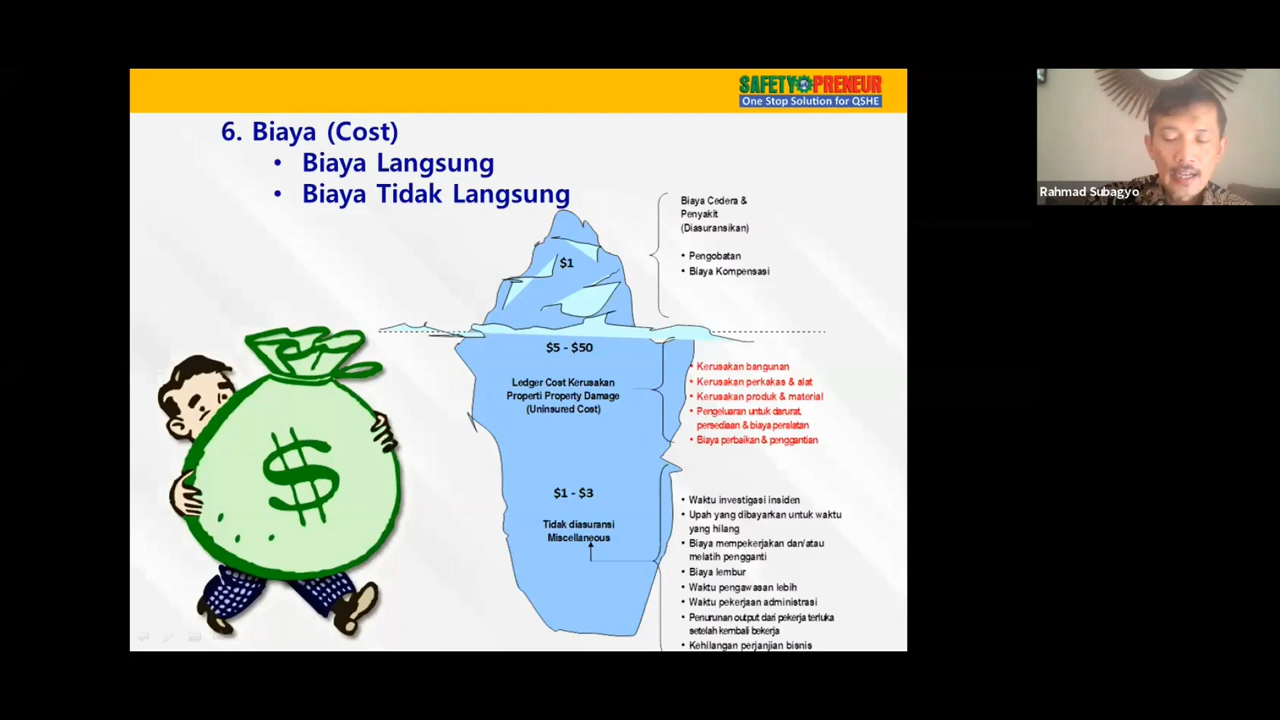 SAFETYPRENEUR
One Stop Solution for QSHE
6. Biaya (Cost)
• Biaya Langsung
• Biaya Tidak Langsung
Rahmad Subagyo
Biaya Cedera &
Penyakit
(Diasuransikan)
• Pengobatan
• Biaya Kompensasi
$1
$5 - $50
Ledger Cost Kerusakan
Properti Property Damage
(Uninsured Cost)
• Kerusakan bangunan
• Kerusakan perkakas & alat
• Kerusakan produk & material
• Pengeluaran untuk darurat,
persediaan & biaya peralatan
• Biaya perbaikan & penggantian
$1 - $3
Tidak diasuransi
Miscellaneous
• Waktu investigasi insiden
• Upah yang dibayarkan untuk waktu
yang hilang
• Biaya mempekerjakan dan/atau
melatih pengganti
• Biaya lembur
• Waktu pengawasan lebih
• Waktu pekerjaan administrasi
• Penurunan output dari pekerja terluka
setelah kembali bekerja
• Kehilangan perjanjian bisnis
$